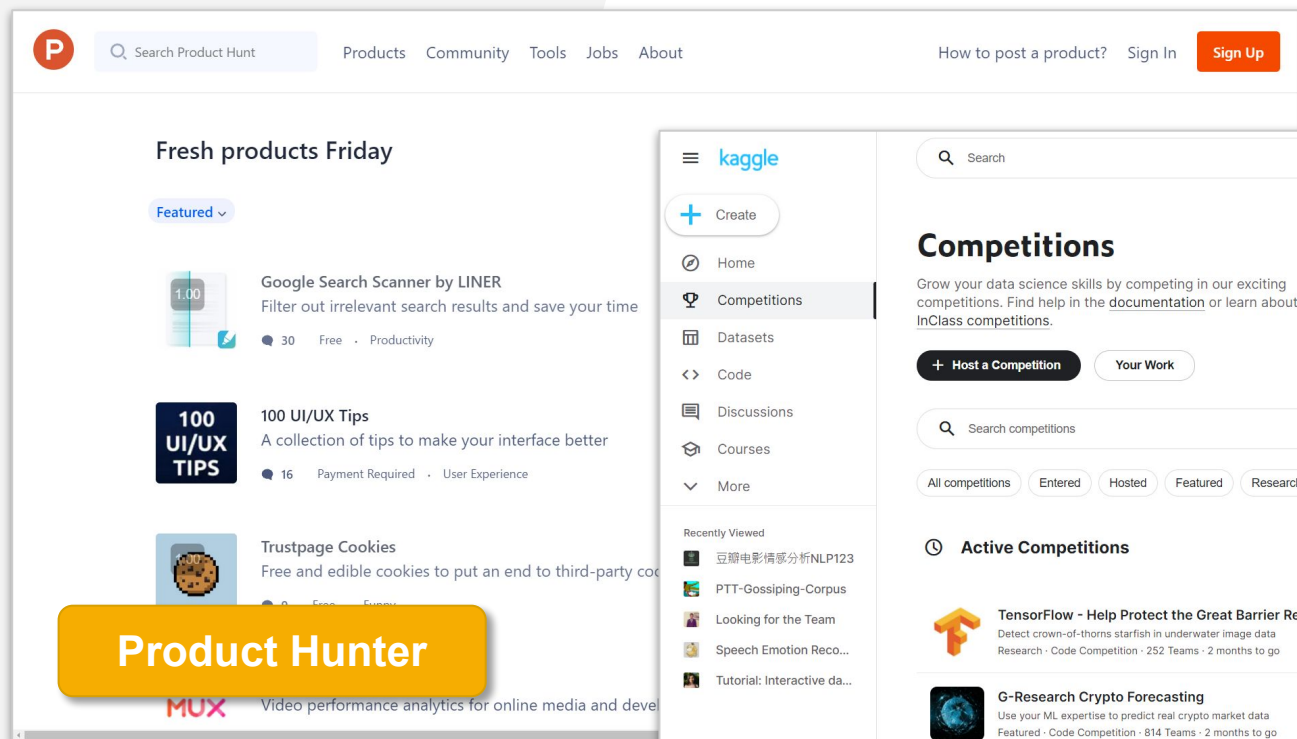 P
Search Product Hunt
Products Community Tools Jobs About
How to post a product? Sign In Sign Up
Fresh products Friday
Featured
1.00
Google Search Scanner by LINER
Filter out irrelevant search results and save your time
30 Free · Productivity
100
UI/UX
TIPS
100 UI/UX Tips
A collection of tips to make your interface better
16 Payment Required · User Experience
1.00
Trustpage Cookies
Free and edible cookies to put an end to third-party coo
Product Hunter
MUX
Video performance analytics for online media and devel
kaggle
Create
Home
Competitions
Datasets
Code
Discussions
Courses
More
Recently Viewed
豆瓣电影情感分析NLP123
PTT-Gossiping-Corpus
Looking for the Team
Speech Emotion Reco...
Tutorial: Interactive da...
Search
Competitions
Grow your data science skills by competing in our exciting
competitions. Find help in the documentation or learn about
InClass competitions.
+ Host a Competition Your Work
Search competitions
All competitions Entered Hosted Featured Research
Active Competitions
TensorFlow - Help Protect the Great Barrier Re
Detect crown-of-thorns starfish in underwater image data
Research · Code Competition · 252 Teams · 2 months to go
G-Research Crypto Forecasting
Use your ML expertise to predict real crypto market data
Featured · Code Competition · 814 Teams · 2 months to go